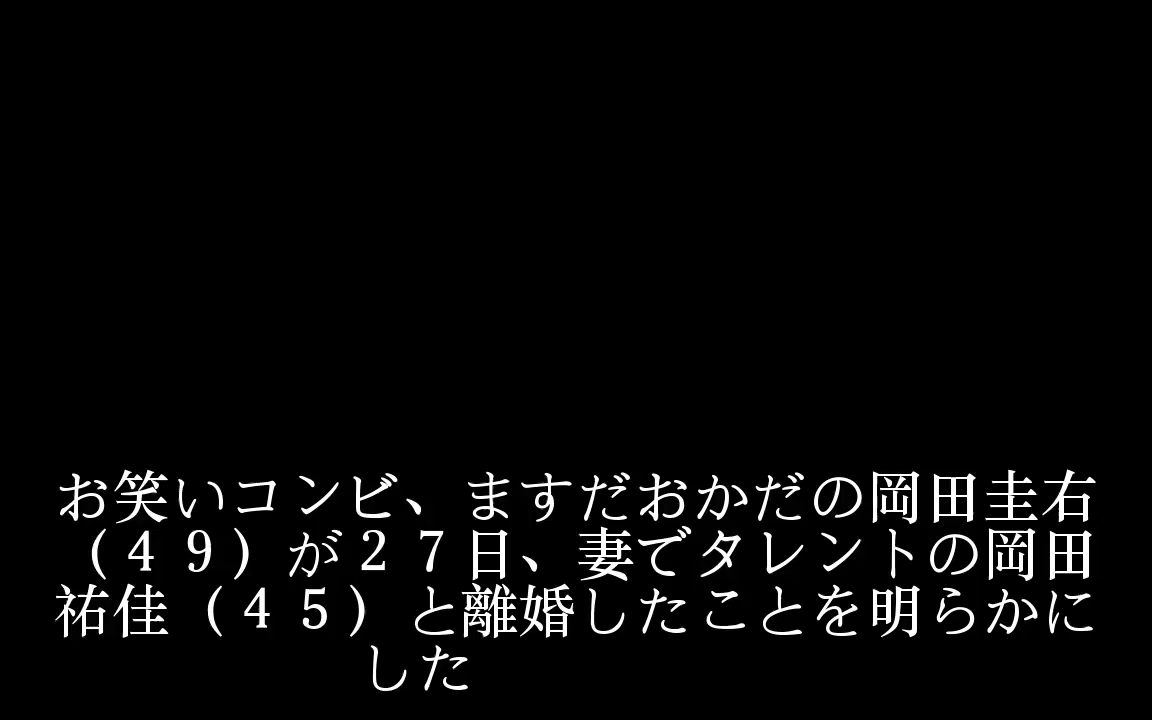 お笑いコンビ、ますだおかだの岡田圭右
（４９）が２７日、妻でタレントの岡田
祐佳（４５）と離婚したことを明らかに
した